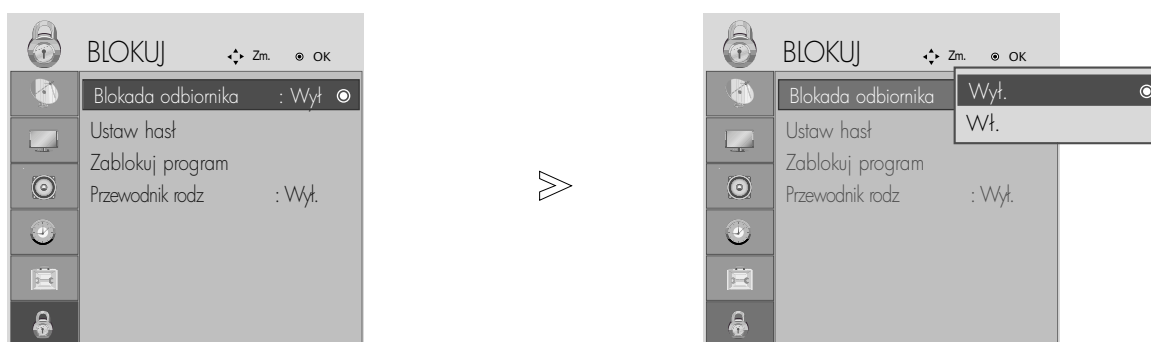 BLOKUJ Zm. OK
Blokada odbiornika : Wył
Ustaw hasł
Zablokuj program
Przewodnik rodz : Wył.
BLOKUJ Zm. OK
Blokada odbiornika Wył.
Wł.
Ustaw hasł
Zablokuj program
Przewodnik rodz : Wył.